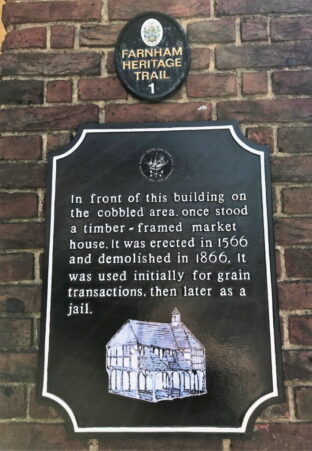 FARNHAM
HERITAGE
TRAIL
1
In front of this building on
the cobbled area, once stood
a timber-framed market
house. It was erected in 1566
and demolished in 1866. It
was used initially for grain
transactions, then later as a
jail.